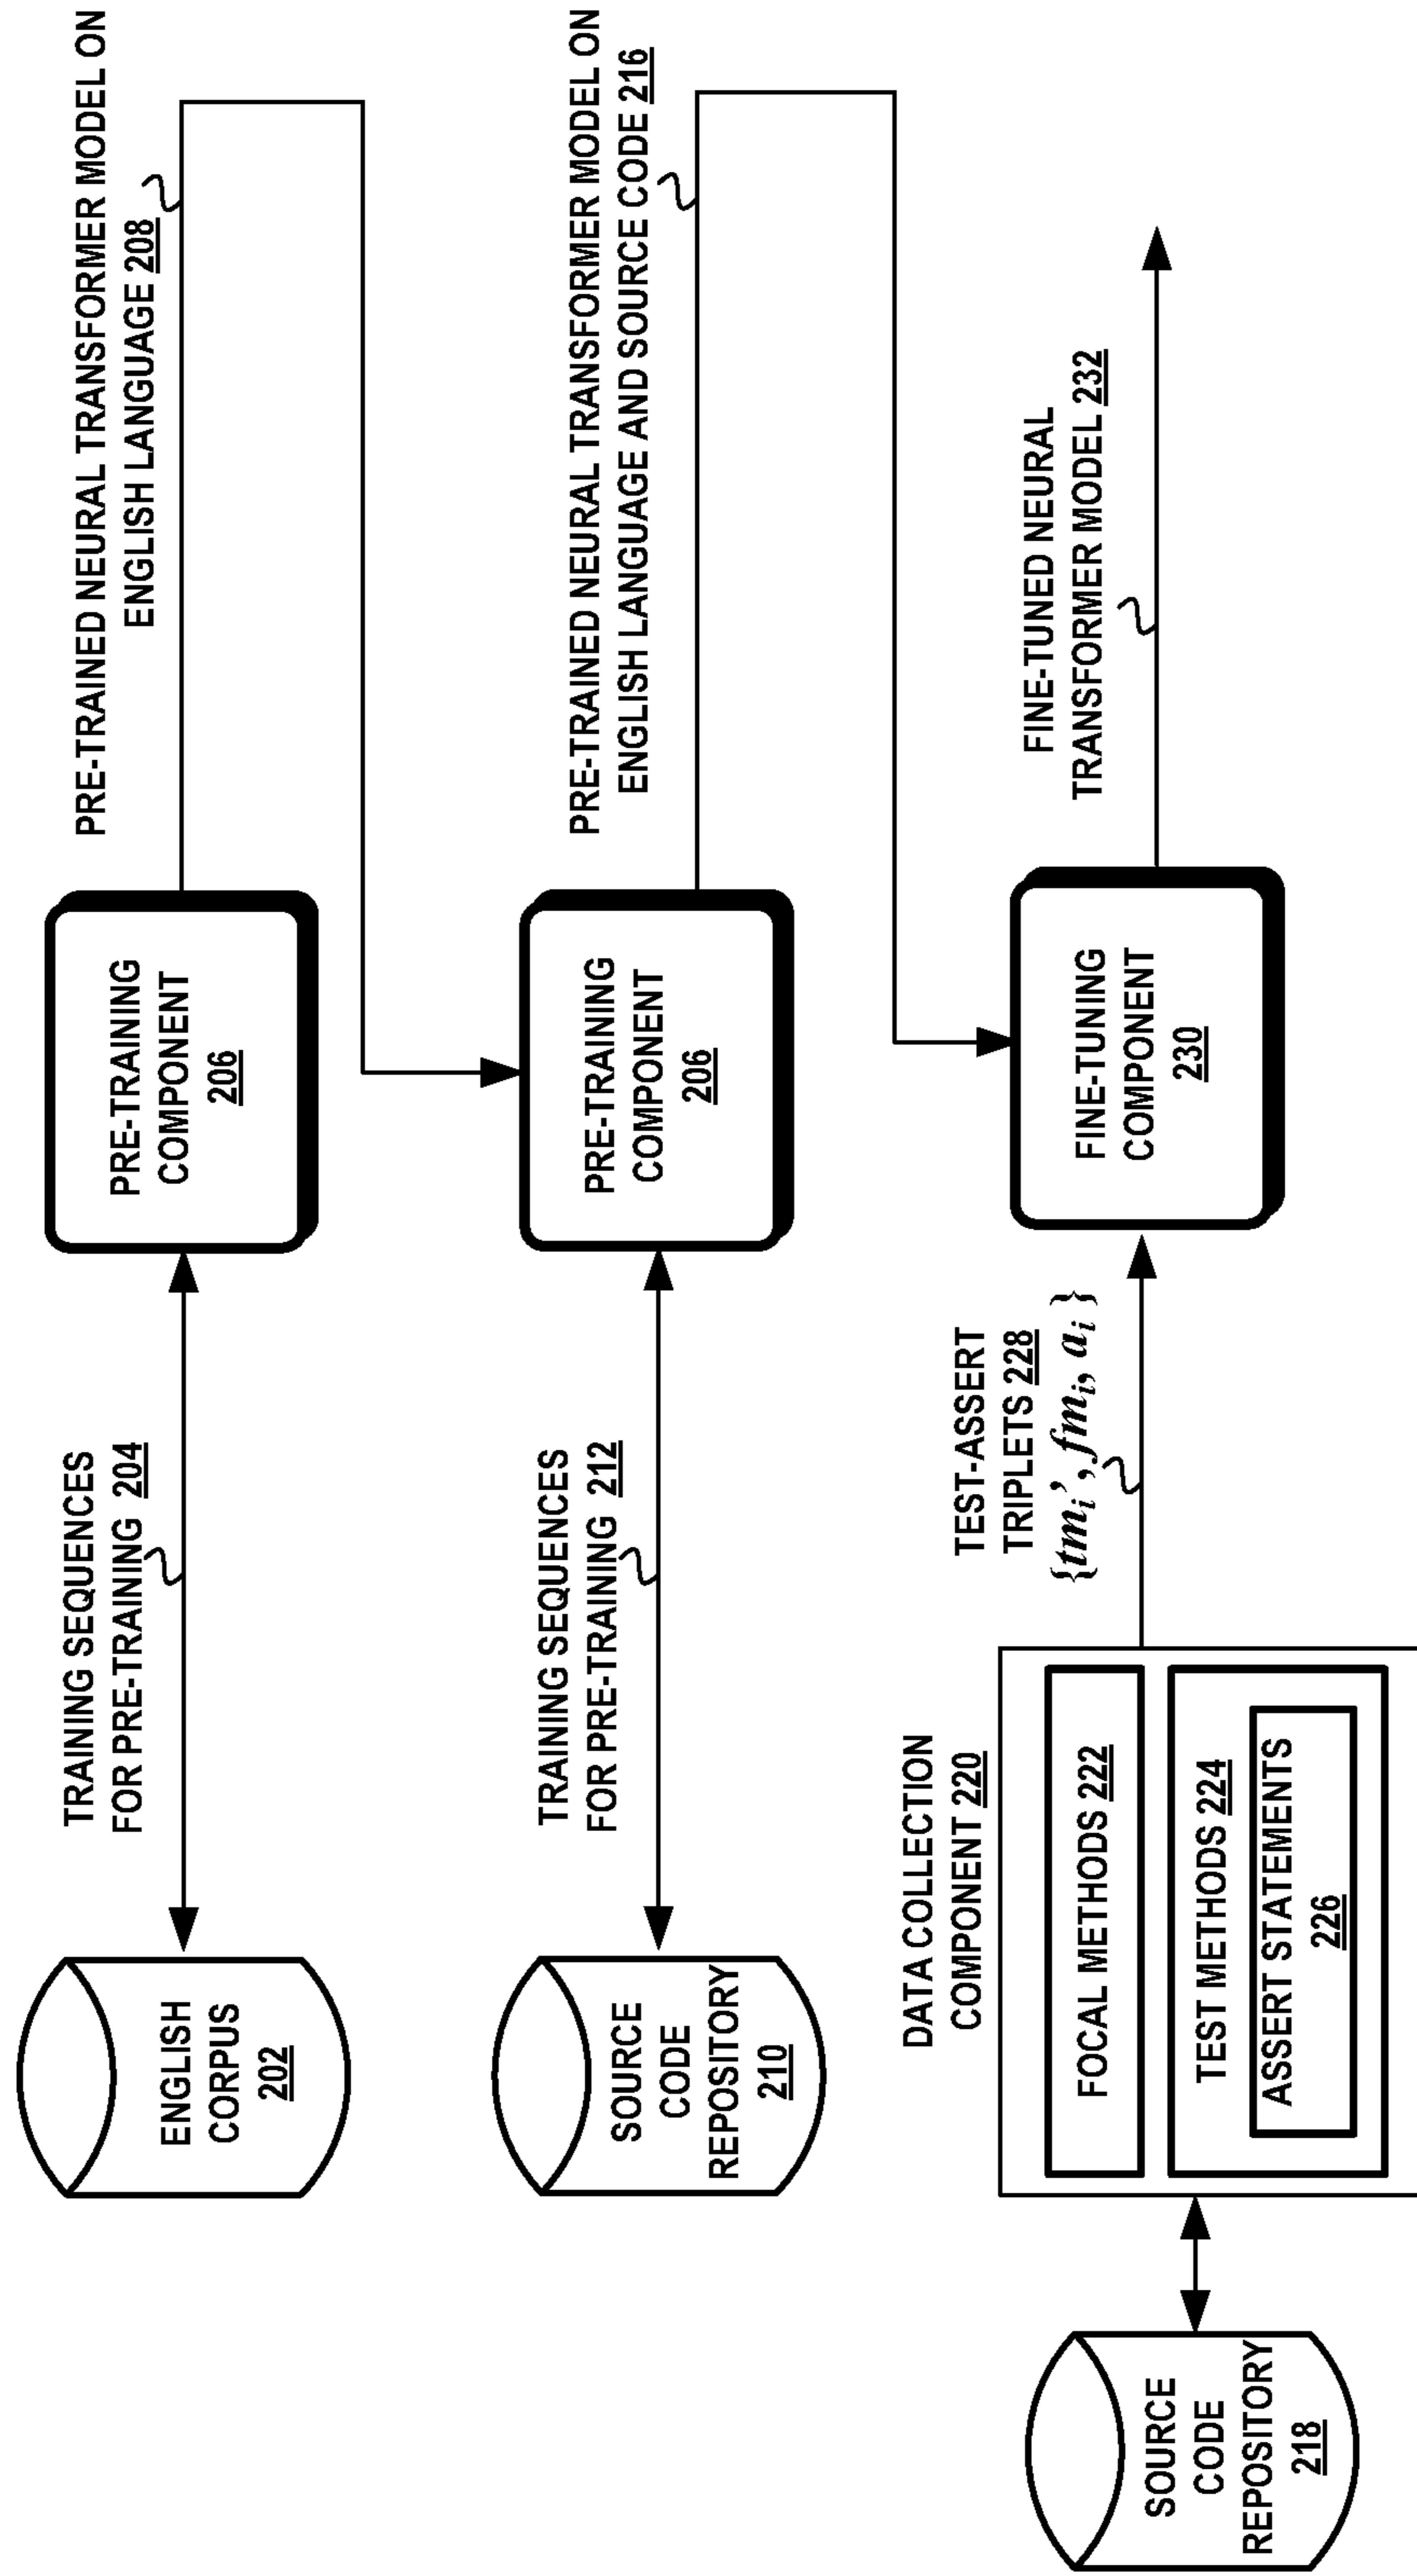 ENGLISH
CORPUS
202
TRAINING SEQUENCES
FOR PRE-TRAINING 204
PRE-TRAINING
COMPONENT
206
PRE-TRAINED NEURAL TRANSFORMER MODEL ON
ENGLISH LANGUAGE 208
SOURCE
CODE
REPOSITORY
210
TRAINING SEQUENCES
FOR PRE-TRAINING 212
PRE-TRAINING
COMPONENT
206
PRE-TRAINED NEURAL TRANSFORMER MODEL ON
ENGLISH LANGUAGE AND SOURCE CODE 216
SOURCE
CODE
REPOSITORY
218
DATA COLLECTION
COMPONENT 220
FOCAL METHODS 222
TEST METHODS 224
ASSERT STATEMENTS
226
TEST-ASSERT
TRIPLETS 228
{tmᵢ’, fmᵢ, aᵢ }
FINE-TUNING
COMPONENT
230
FINE-TUNED NEURAL
TRANSFORMER MODEL 232